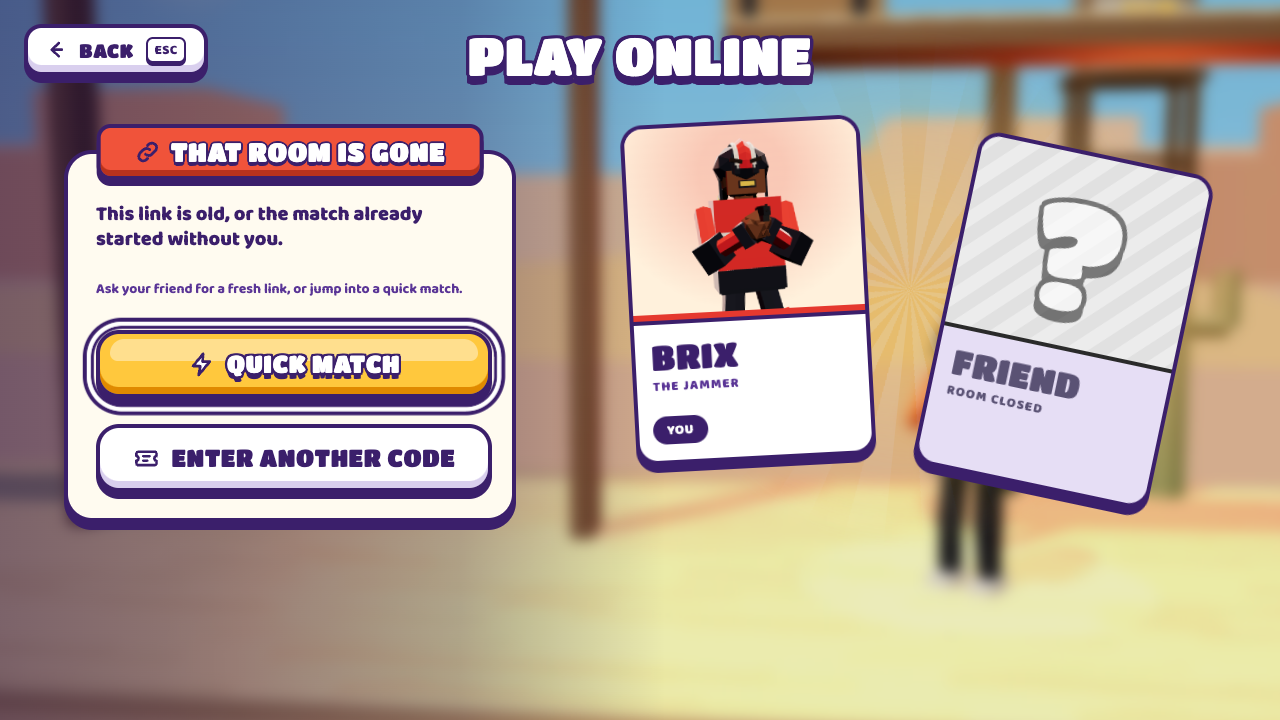 BACK ESC
PLAY ONLINE
THAT ROOM IS GONE
This link is old, or the match already
started without you.
Ask your friend for a fresh link, or jump into a quick match.
QUICK MATCH
ENTER ANOTHER CODE
BRIX
THE JAMMER
YOU
?
FRIEND
ROOM CLOSED